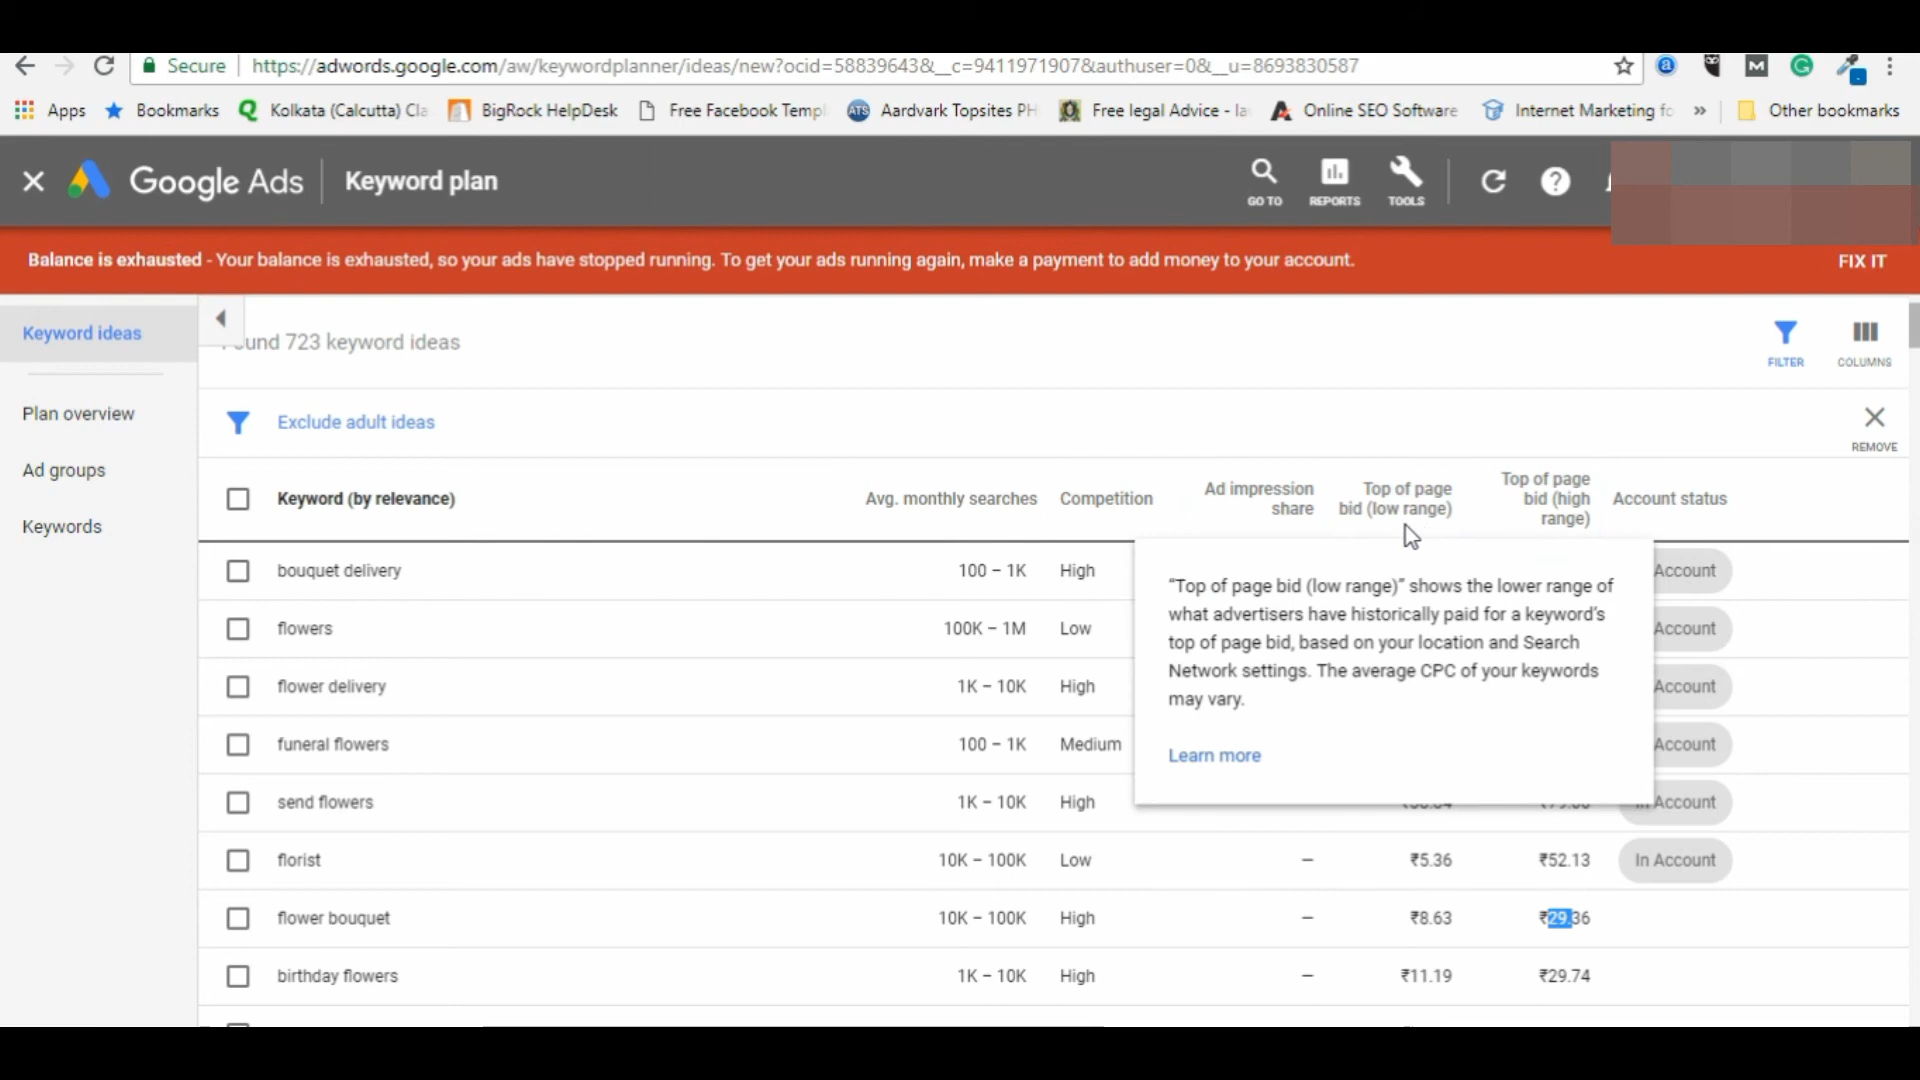 Secure https://adwords.google.com/aw/keywordplanner/ideas/new?ocid=58839643&__c=9411971907&authuser=0&__u=8693830587
Apps Bookmarks Kolkata (Calcutta) Cla BigRock HelpDesk Free Facebook Templ Aardvark Topsites PH Free legal Advice - la Online SEO Software Internet Marketing fo » Other bookmarks
Google Ads Keyword plan GO TO REPORTS TOOLS
Balance is exhausted - Your balance is exhausted, so your ads have stopped running. To get your ads running again, make a payment to add money to your account. FIX IT
Keyword ideas
Plan overview
Ad groups
Keywords
ound 723 keyword ideas
FILTER COLUMNS
Exclude adult ideas
REMOVE
Keyword (by relevance) Avg. monthly searches Competition Ad impression share Top of page bid (low range) Top of page bid (high range) Account status
bouquet delivery 100 – 1K High Account
flowers 100K – 1M Low Account
flower delivery 1K – 10K High Account
funeral flowers 100 – 1K Medium Account
send flowers 1K – 10K High Account
florist 10K – 100K Low – ₹5.36 ₹52.13 In Account
flower bouquet 10K – 100K High – ₹8.63 ₹29.36
birthday flowers 1K – 10K High – ₹11.19 ₹29.74
“Top of page bid (low range)” shows the lower range of
what advertisers have historically paid for a keyword's
top of page bid, based on your location and Search
Network settings. The average CPC of your keywords
may vary.
Learn more